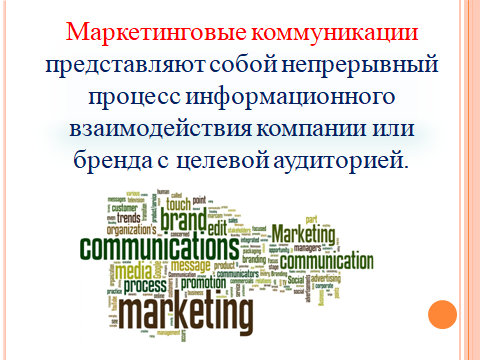 Маркетинговые коммуникации
представляют собой непрерывный
процесс информационного
взаимодействия компании или
бренда с целевой аудиторией.
touch point
customer brand edit
trends Marketing
organization's
communications
communication
media message product branding managers
process promotion communicators Social advertising
marketing